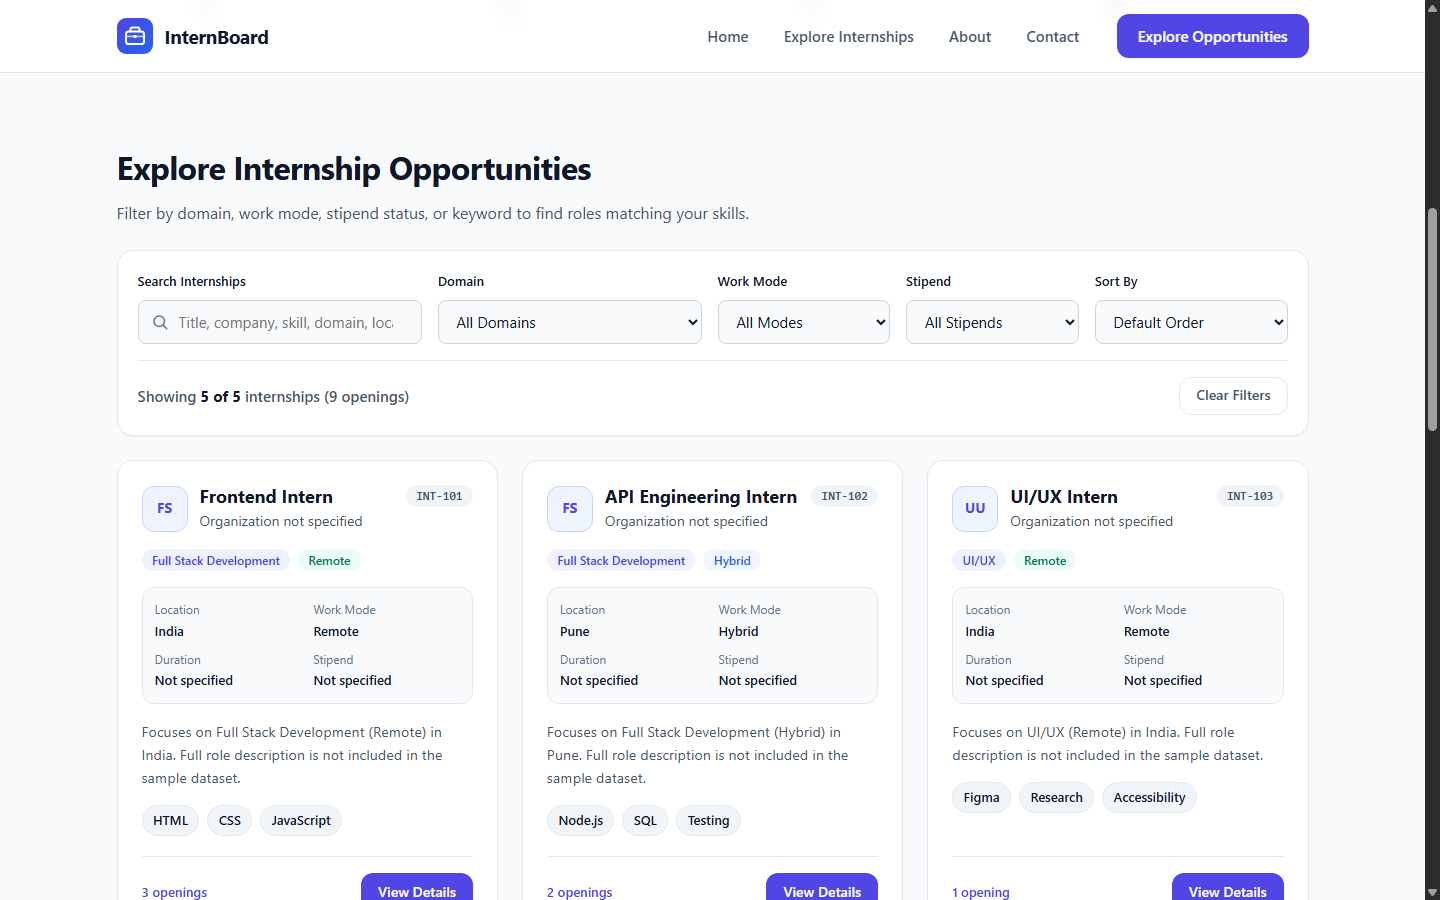 InternBoard
Home Explore Internships About Contact Explore Opportunities
Explore Internship Opportunities
Filter by domain, work mode, stipend status, or keyword to find roles matching your skills.
Search Internships Domain Work Mode Stipend Sort By
Title, company, skill, domain, loc All Domains All Modes All Stipends Default Order
Showing 5 of 5 internships (9 openings) Clear Filters
FS
Frontend Intern INT-101
Organization not specified
Full Stack Development Remote
Location Work Mode
India Remote
Duration Stipend
Not specified Not specified
Focuses on Full Stack Development (Remote) in
India. Full role description is not included in the
sample dataset.
HTML CSS JavaScript
3 openings View Details
FS
API Engineering Intern INT-102
Organization not specified
Full Stack Development Hybrid
Location Work Mode
Pune Hybrid
Duration Stipend
Not specified Not specified
Focuses on Full Stack Development (Hybrid) in
Pune. Full role description is not included in the
sample dataset.
Node.js SQL Testing
2 openings View Details
UU
UI/UX Intern INT-103
Organization not specified
UI/UX Remote
Location Work Mode
India Remote
Duration Stipend
Not specified Not specified
Focuses on UI/UX (Remote) in India. Full role
description is not included in the sample dataset.
Figma Research Accessibility
1 opening View Details